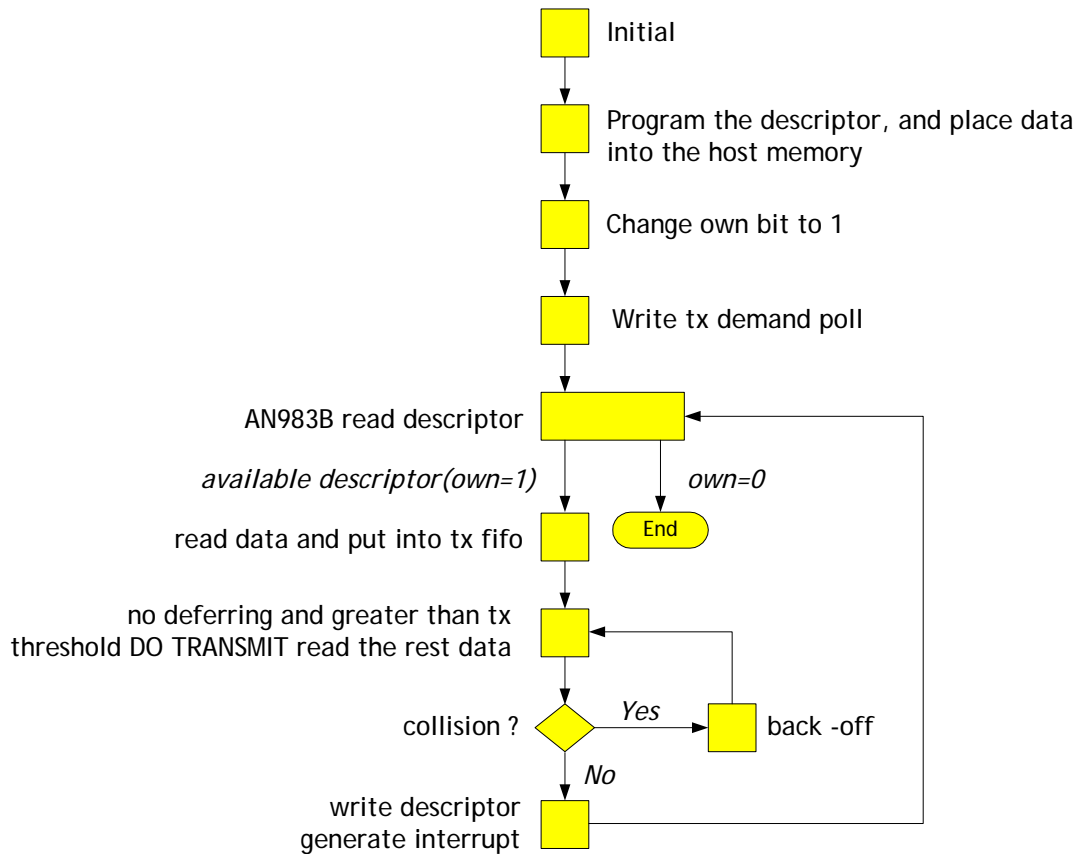 Initial
Program the descriptor, and place data
into the host memory
Change own bit to 1
Write tx demand poll
AN983B read descriptor
available descriptor(own=1)
own=0
read data and put into tx fifo
End
no deferring and greater than tx
threshold DO TRANSMIT read the rest data
collision ?
Yes
back -off
No
write descriptor
generate interrupt